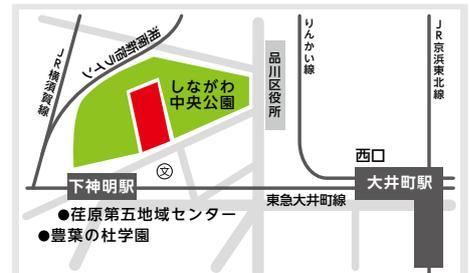 湘南新宿ライン
JR横須賀線
しながわ
中央公園
品川区役所
りんかい線
JR京浜東北線
西口
大井町駅
下神明駅
文
東急大井町線
●荏原第五地域センター
●豊葉の杜学園